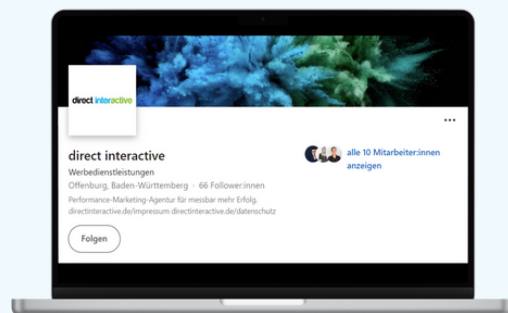 direct interactive
direct interactive
Werbedienstleistungen
Offenburg, Baden-Württemberg · 66 Follower:innen
Performance-Marketing-Agentur für messbar mehr Erfolg.
directinteractive.de/impressum directinteractive.de/datenschutz
Folgen
alle 10 Mitarbeiter:innen
anzeigen